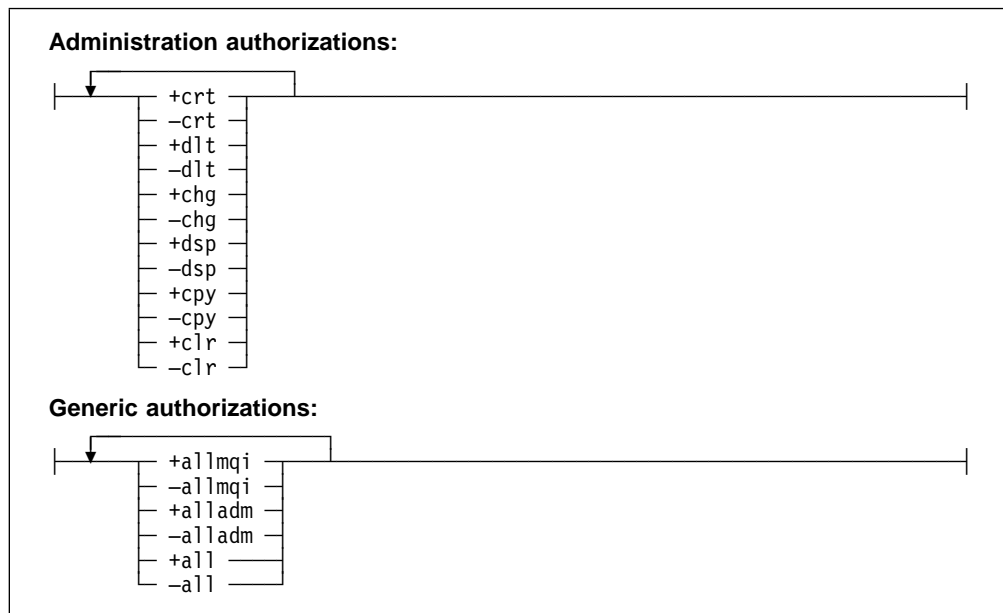 Administration authorizations:
+crt
–crt
+dlt
–dlt
+chg
–chg
+dsp
–dsp
+cpy
–cpy
+clr
–clr
Generic authorizations:
+allmqi
–allmqi
+alladm
–alladm
+all
–all